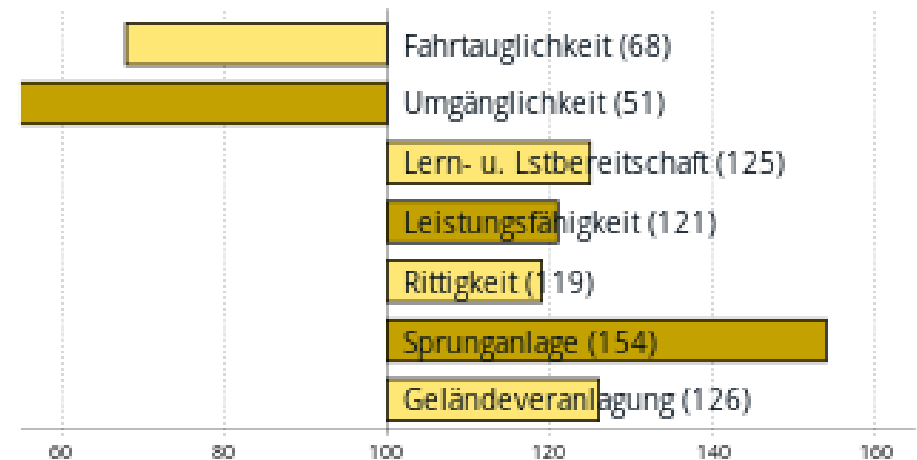 Fahrtauglichkeit (68)
Umgänglichkeit (51)
Lern- u. Lstbereitschaft (125)
Leistungsfähigkeit (121)
Rittigkeit (119)
Sprunganlage (154)
Geländeveranlagung (126)
60 80 100 120 140 160